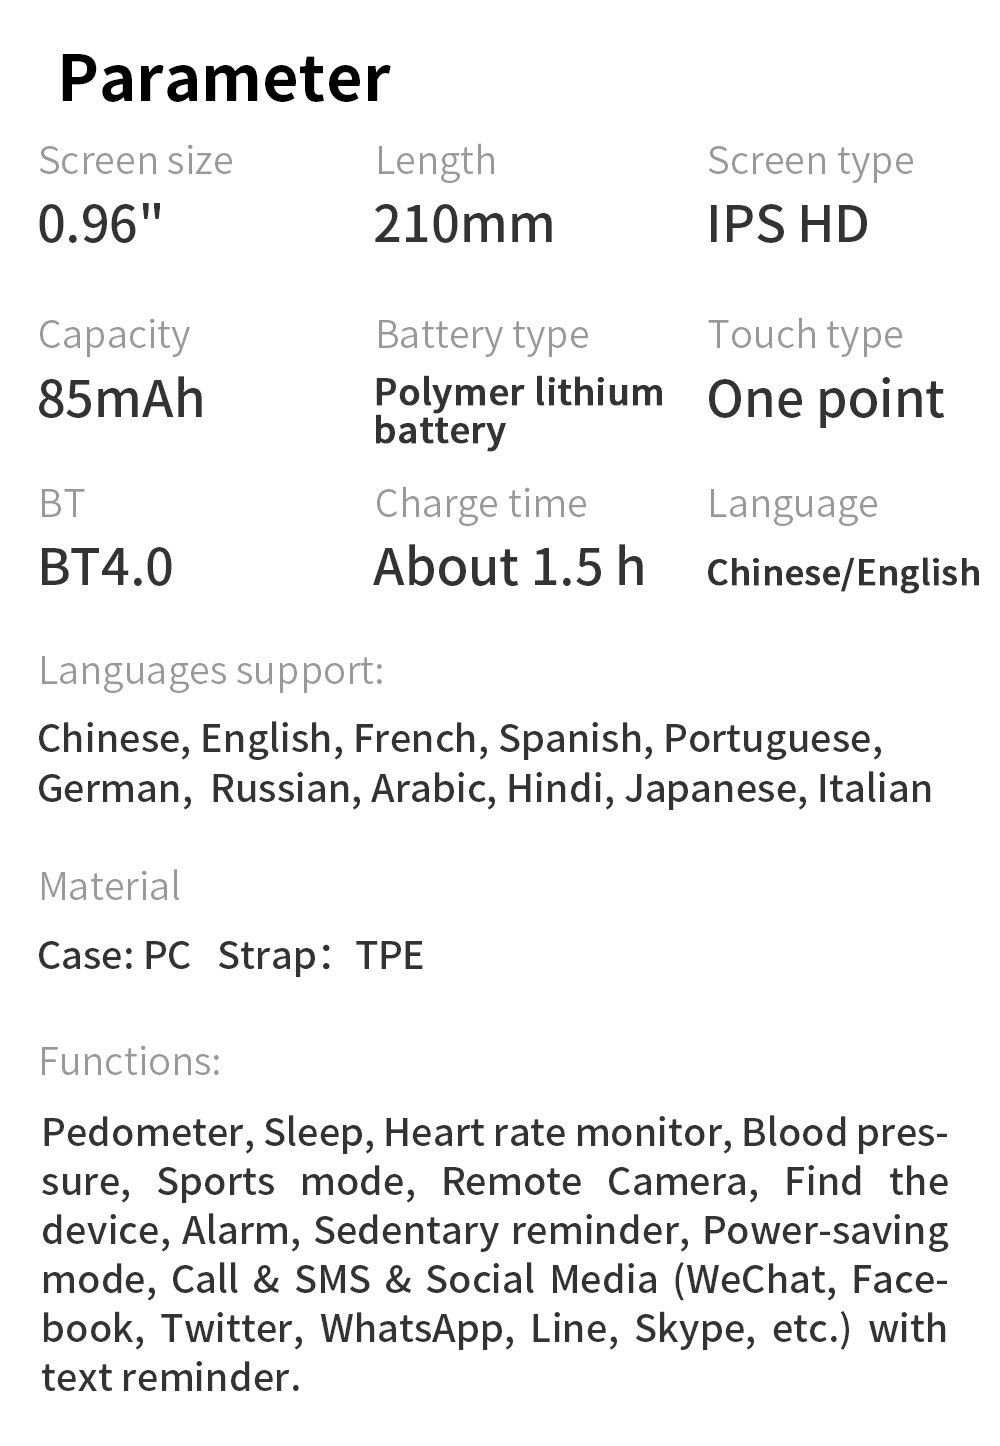 Parameter
Screen size Length Screen type
0.96" 210mm IPS HD
Capacity Battery type Touch type
85mAh Polymer lithium One point
battery
BT Charge time Language
BT4.0 About 1.5 h Chinese/English
Languages support:
Chinese, English, French, Spanish, Portuguese,
German, Russian, Arabic, Hindi, Japanese, Italian
Material
Case: PC Strap：TPE
Functions:
Pedometer, Sleep, Heart rate monitor, Blood pres-
sure, Sports mode, Remote Camera, Find the
device, Alarm, Sedentary reminder, Power-saving
mode, Call & SMS & Social Media (WeChat, Face-
book, Twitter, WhatsApp, Line, Skype, etc.) with
text reminder.